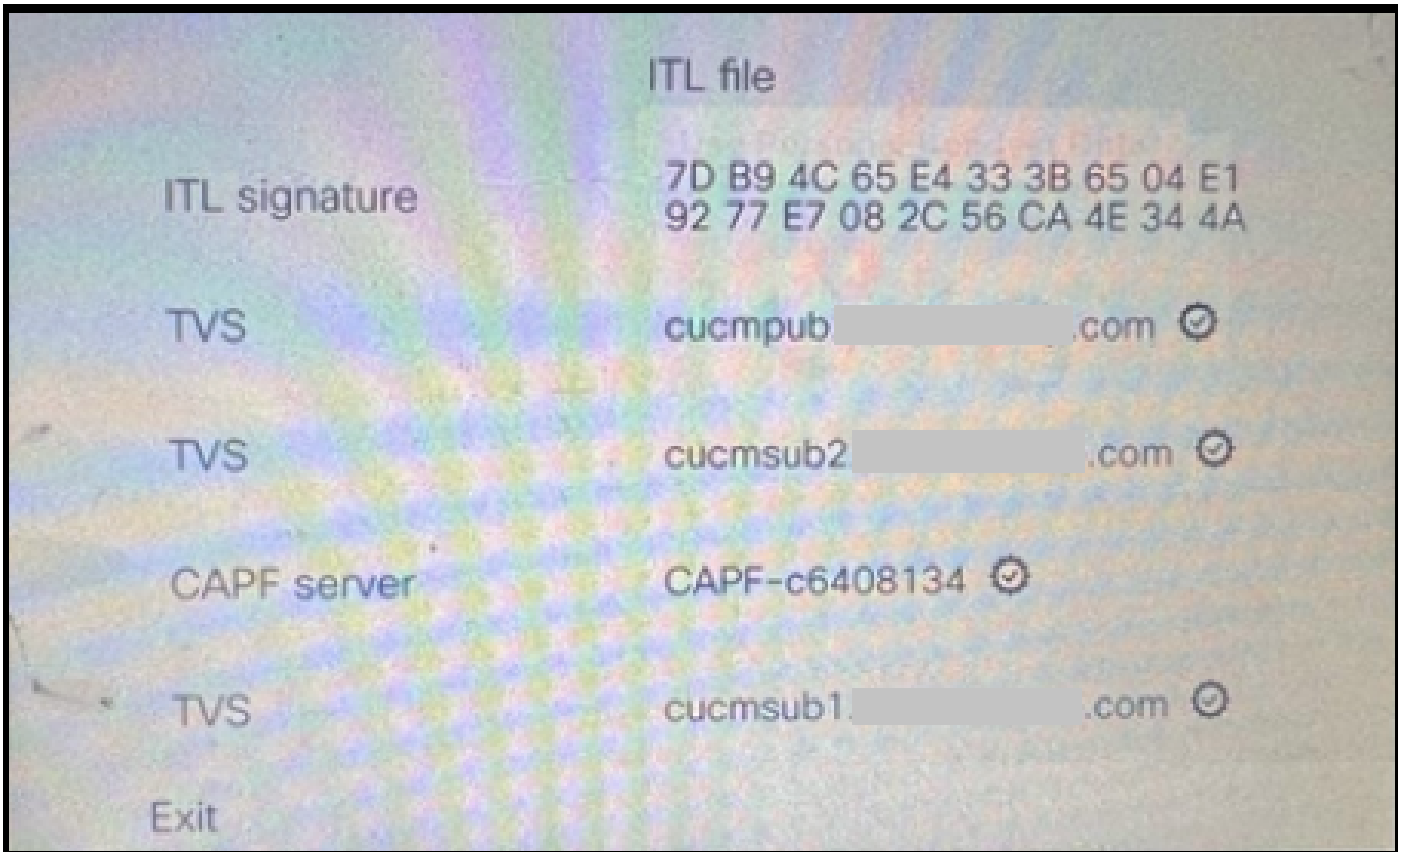 ITL file
ITL signature 7D B9 4C 65 E4 33 3B 65 04 E1
92 77 E7 08 2C 56 CA 4E 34 4A
TVS cucmpub .com
TVS cucmsub2 .com
CAPF server CAPF-c6408134
TVS cucmsub1. .com
Exit